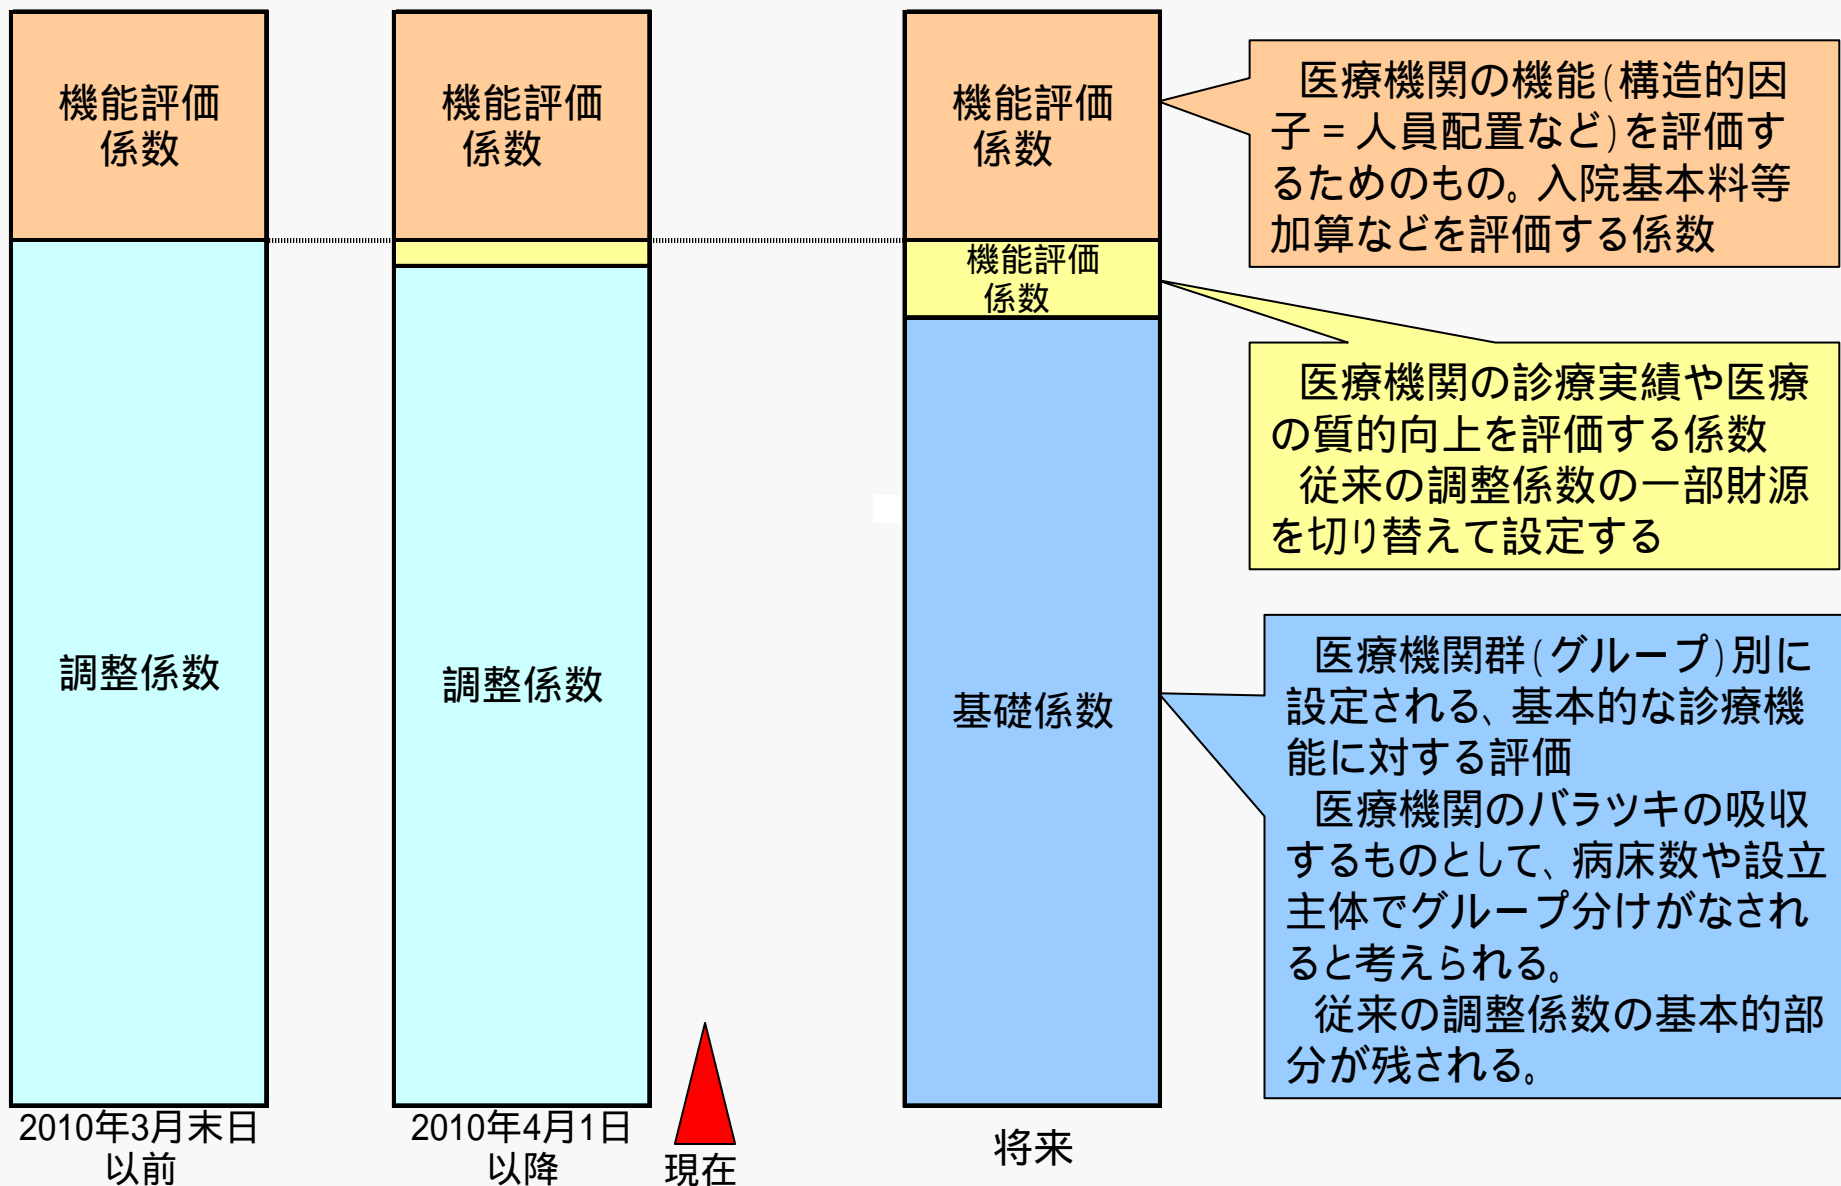 機能評価
係数
調整係数
2010年3月末日
以前
機能評価
係数
調整係数
2010年4月1日
以降
現在
機能評価
係数
機能評価
係数
基礎係数
将来
医療機関の機能(構造的因
子=人員配置など)を評価す
るためのもの。入院基本料等
加算などを評価する係数
医療機関の診療実績や医療
の質的向上を評価する係数
従来の調整係数の一部財源
を切り替えて設定する
医療機関群(グループ)別に
設定される、基本的な診療機
能に対する評価
医療機関のバラツキの吸収
するものとして、病床数や設立
主体でグループ分けがなされ
ると考えられる。
従来の調整係数の基本的部
分が残される。